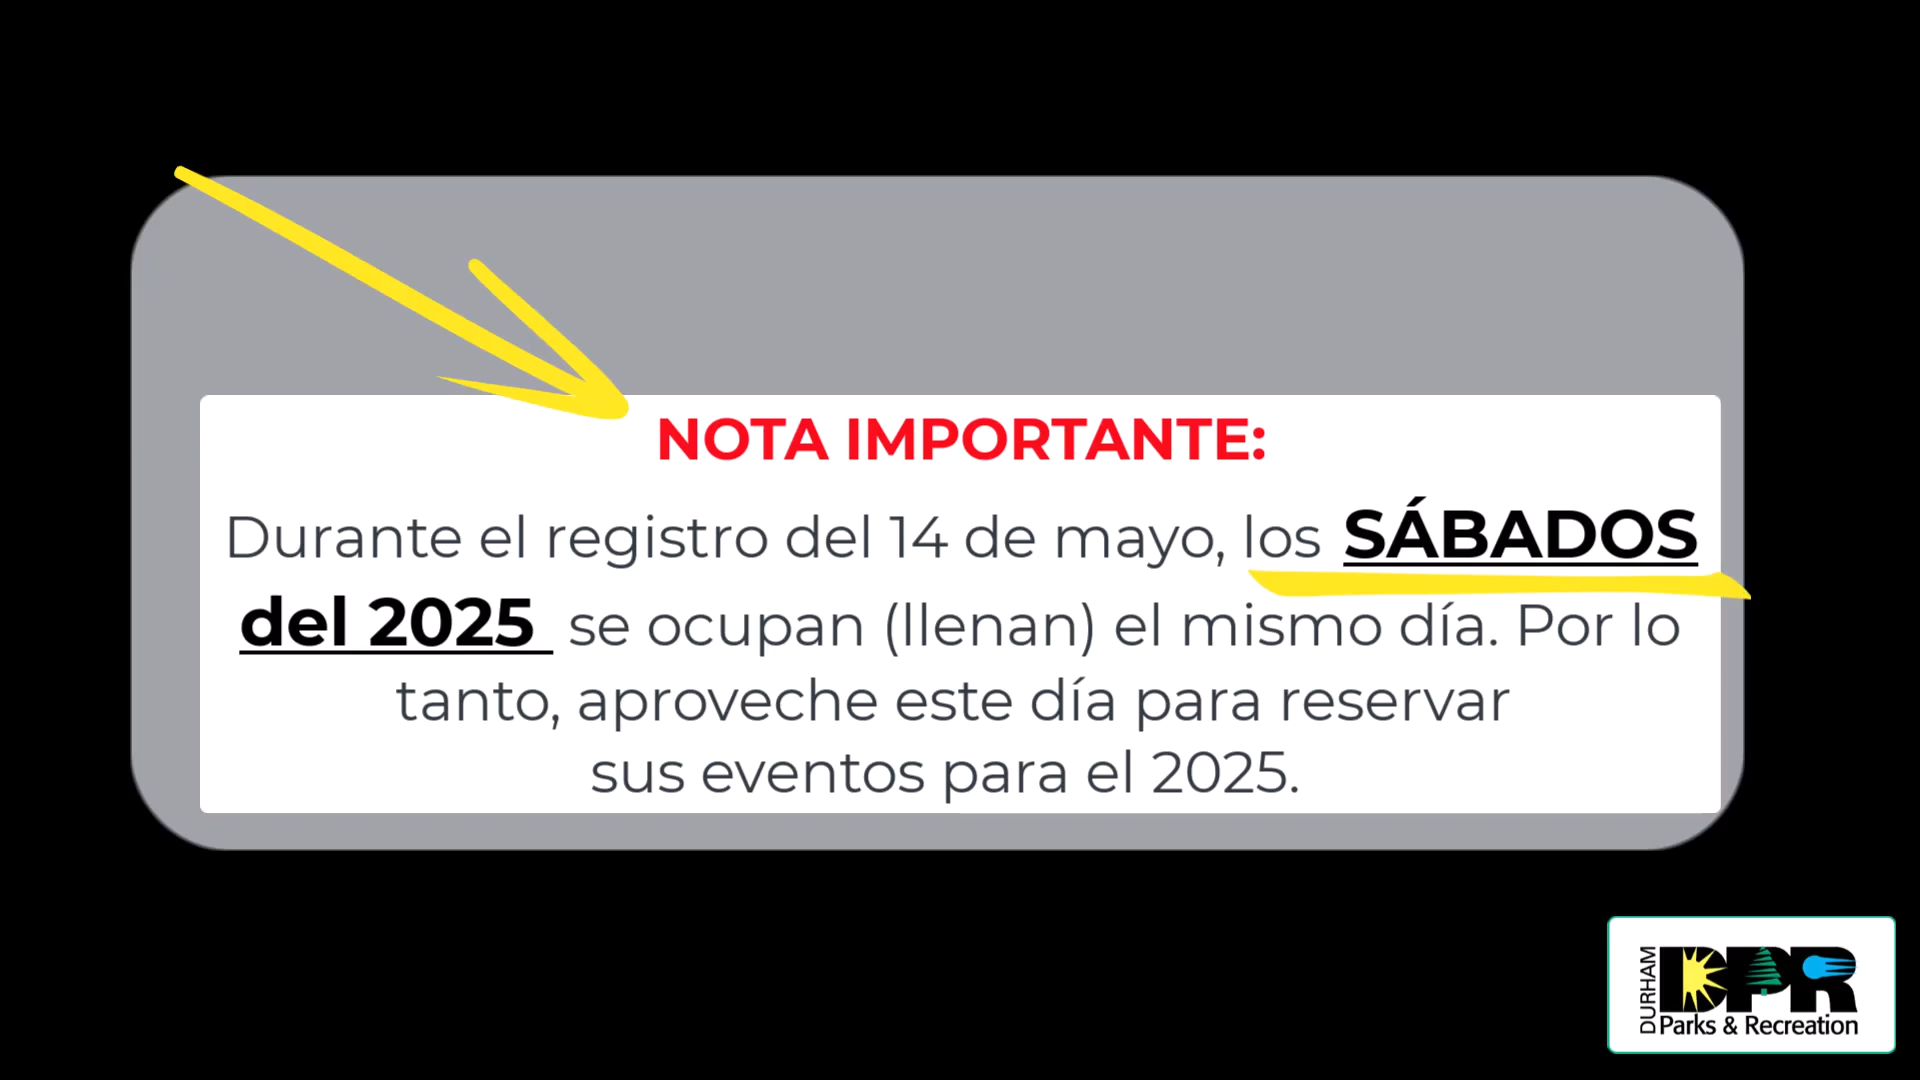 NOTA IMPORTANTE:
Durante el registro del 14 de mayo, los SÁBADOS
del 2025 se ocupan (llenan) el mismo día. Por lo
tanto, aproveche este día para reservar
sus eventos para el 2025.
DURHAM
DPR
Parks & Recreation